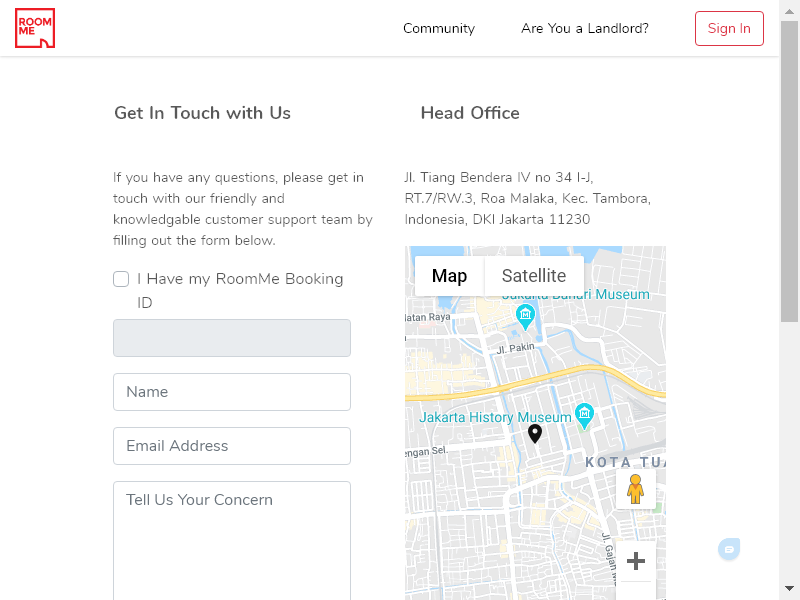 ROOM
ME
Community
Are You a Landlord?
Sign In
Get In Touch with Us
If you have any questions, please get in
touch with our friendly and
knowledgable customer support team by
filling out the form below.
I Have my RoomMe Booking
ID
Name
Email Address
Tell Us Your Concern
Head Office
Jl. Tiang Bendera IV no 34 I-J,
RT.7/RW.3, Roa Malaka, Kec. Tambora,
Indonesia, DKI Jakarta 11230
Map
Satellite
Jakarta Bahari Museum
latan Raya
Jl. Pakin
Jakarta History Museum
engan Sel.
KOTA TUA
Jl. Gajah M